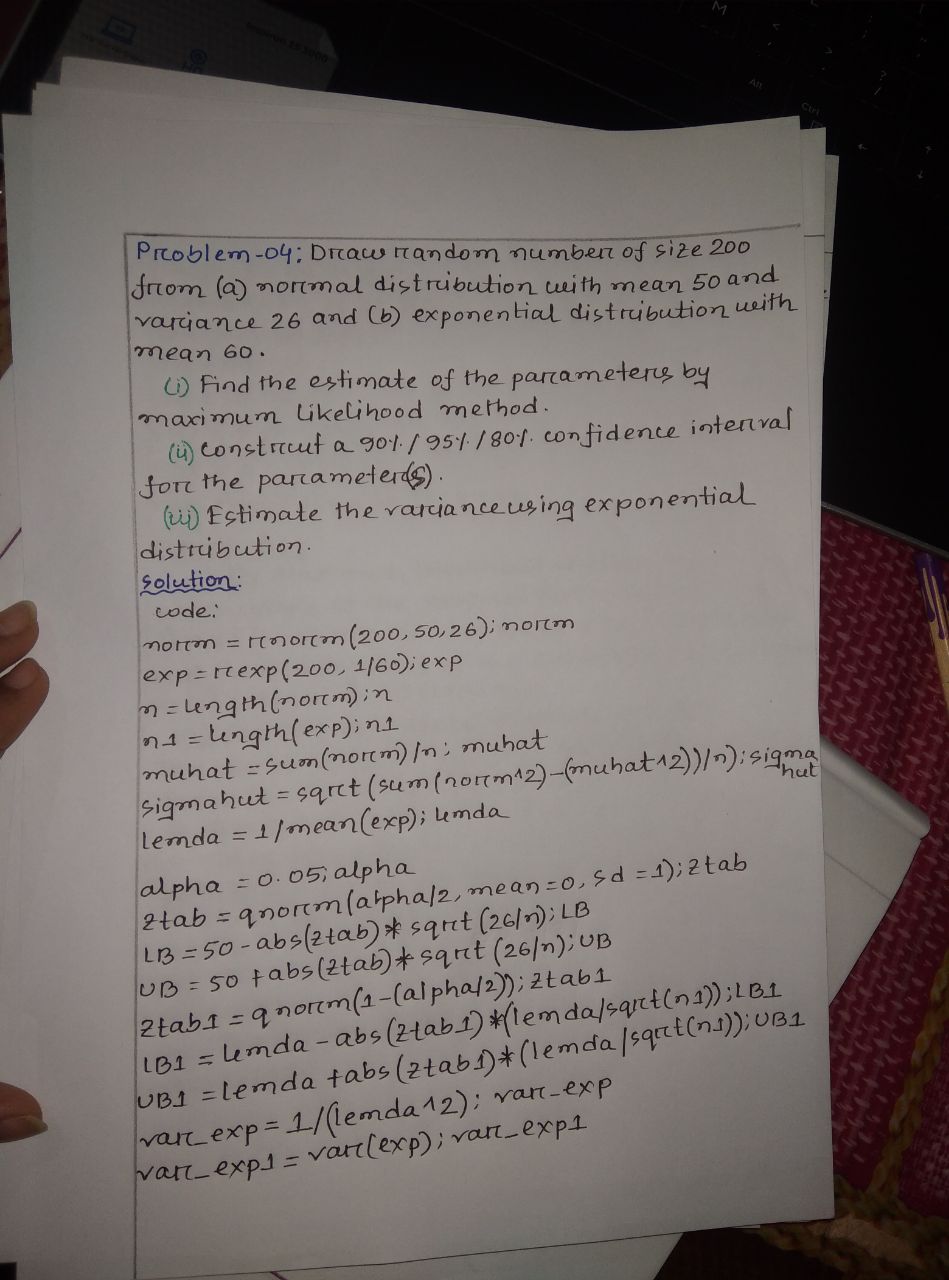 Problem-04: Draw random number of size 200
from (a) normal distribution with mean 50 and
variance 26 and (b) exponential distribution with
mean 60.
(i) Find the estimate of the parameters by
maximum likelihood method.
(ii) Construct a 90% / 95% / 80% confidence interval
for the parameter(s).
(iii) Estimate the variance using exponential
distribution.
Solution:
code:
norm = rnorm(200, 50, 26); norm
exp = rexp(200, 1/60); exp
n = length(norm); n
n1 = length(exp); n1
muhat = sum(norm)/n; muhat
sigmahut = sqrt(sum(norm^2)-(muhat^2))/n); sigma
hut
lemda = 1/mean(exp); lemda
alpha = 0.05; alpha
ztab = qnorm(alpha/2, mean=0, sd=1); ztab
LB = 50 - abs(ztab)* sqrt(26/n); LB
UB = 50 + abs(ztab)* sqrt(26/n); UB
ztab1 = qnorm(1-(alpha/2)); ztab1
LB1 = lemda - abs(ztab1)*(lemda/sqrt(n1)); LB1
UB1 = lemda + abs(ztab1)*(lemda/sqrt(n1)); UB1
var_exp = 1/(lemda^2); var_exp
var_exp1 = var(exp); var_exp1
M
Alt
Ctrl